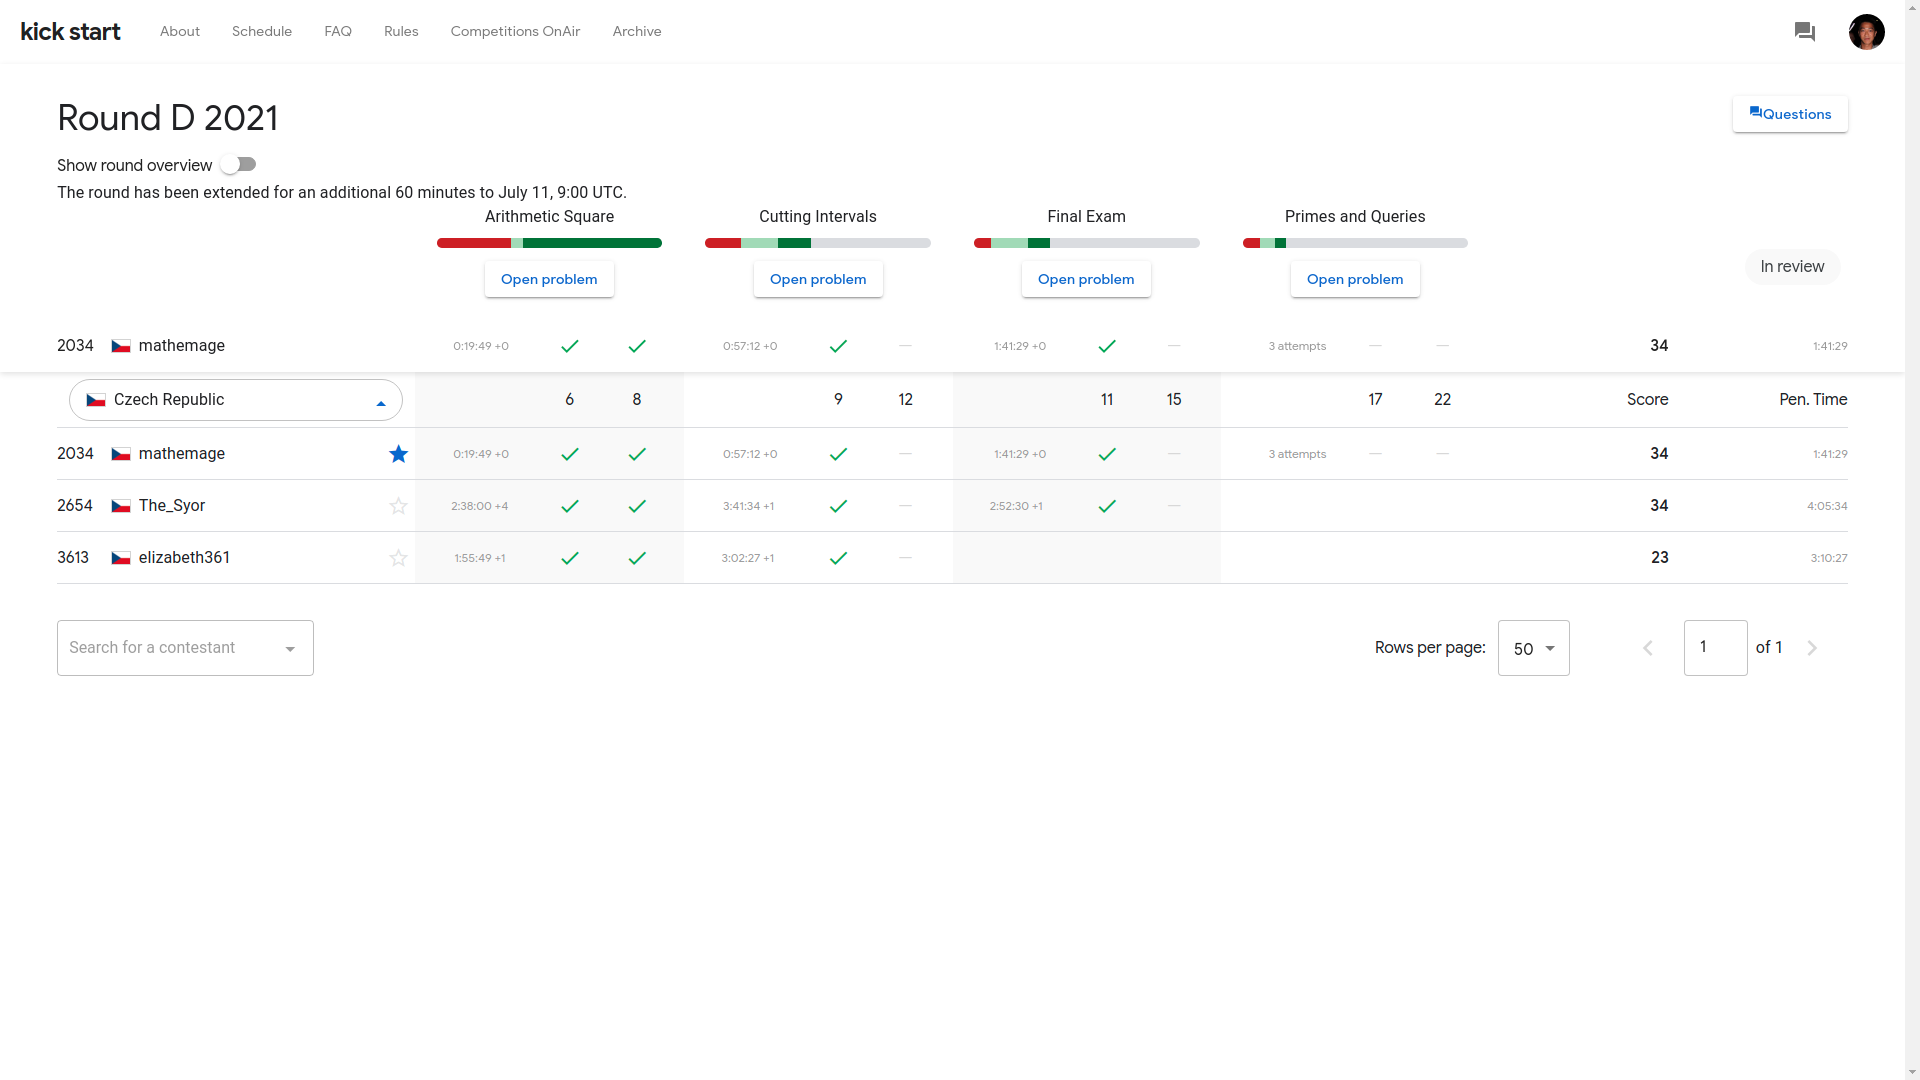 kick start About Schedule FAQ Rules Competitions OnAir Archive
Round D 2021
Questions
Show round overview
The round has been extended for an additional 60 minutes to July 11, 9:00 UTC.
Arithmetic Square Cutting Intervals Final Exam Primes and Queries
In review
Open problem Open problem Open problem Open problem
2034 mathemage 0:19:49 +0 0:57:12 +0 1:41:29 +0 3 attempts 34 1:41:29
Czech Republic 6 8 9 12 11 15 17 22 Score Pen. Time
2034 mathemage 0:19:49 +0 0:57:12 +0 1:41:29 +0 3 attempts 34 1:41:29
2654 The_Syor 2:38:00 +4 3:41:34 +1 2:52:30 +1 34 4:05:34
3613 elizabeth361 1:55:49 +1 3:02:27 +1 23 3:10:27
Search for a contestant Rows per page: 50 1 of 1